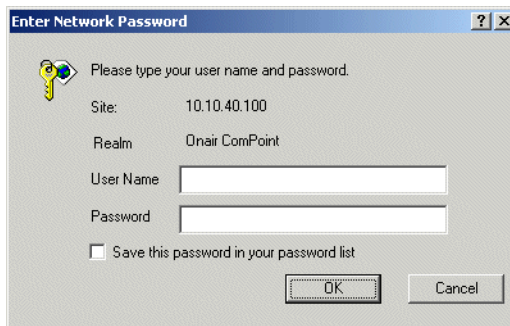 Enter Network Password ? X
Please type your user name and password.
Site: 10.10.40.100
Realm Onair ComPoint
User Name
Password
Save this password in your password list
OK Cancel